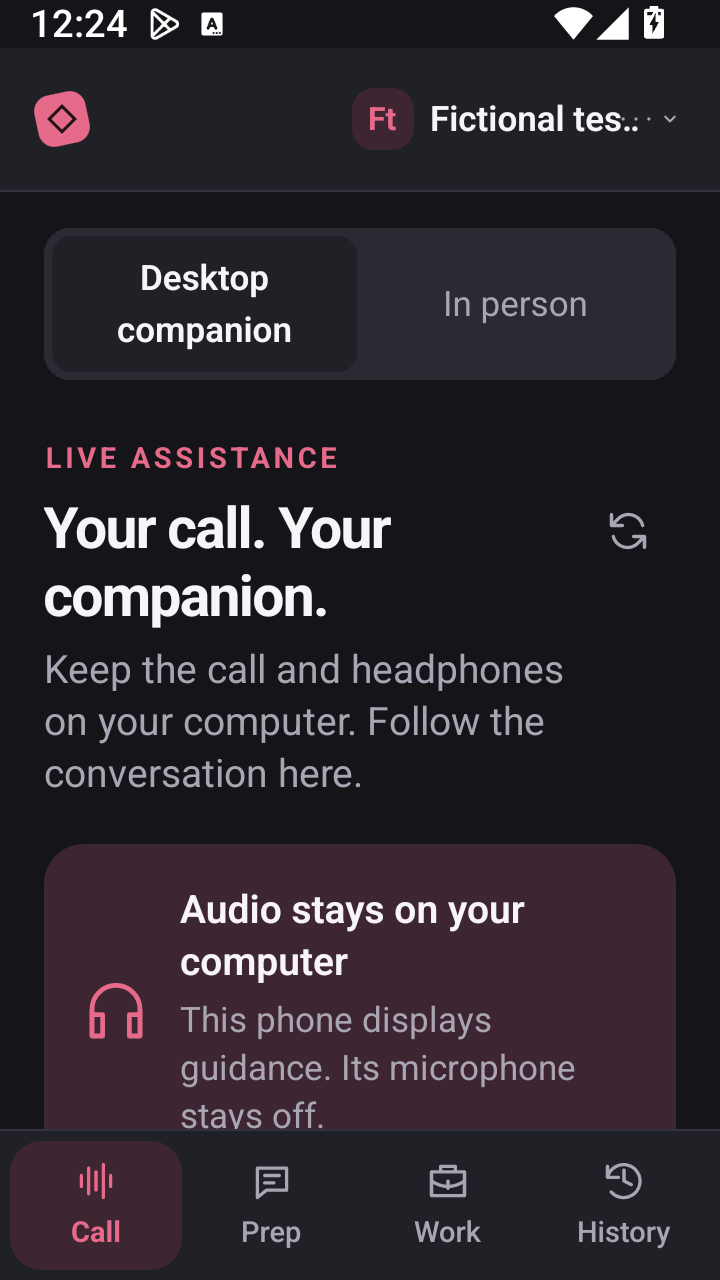 12:24
Ft
Fictional tes..
Desktop
companion
In person
LIVE ASSISTANCE
Your call. Your
companion.
Keep the call and headphones
on your computer. Follow the
conversation here.
Audio stays on your
computer
This phone displays
guidance. Its microphone
stays off.
Call
Prep
Work
History